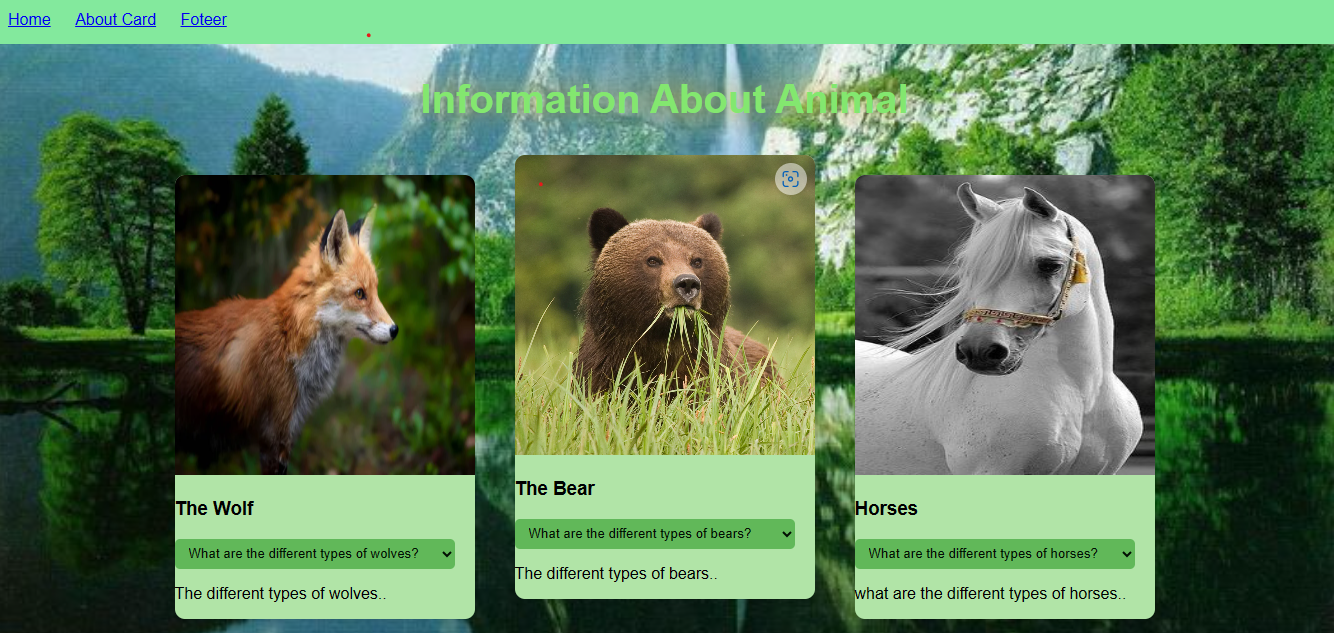 Home About Card Foteer
Information About Animal
The Wolf
What are the different types of wolves?
The different types of wolves..
The Bear
What are the different types of bears?
The different types of bears..
Horses
What are the different types of horses?
what are the different types of horses..